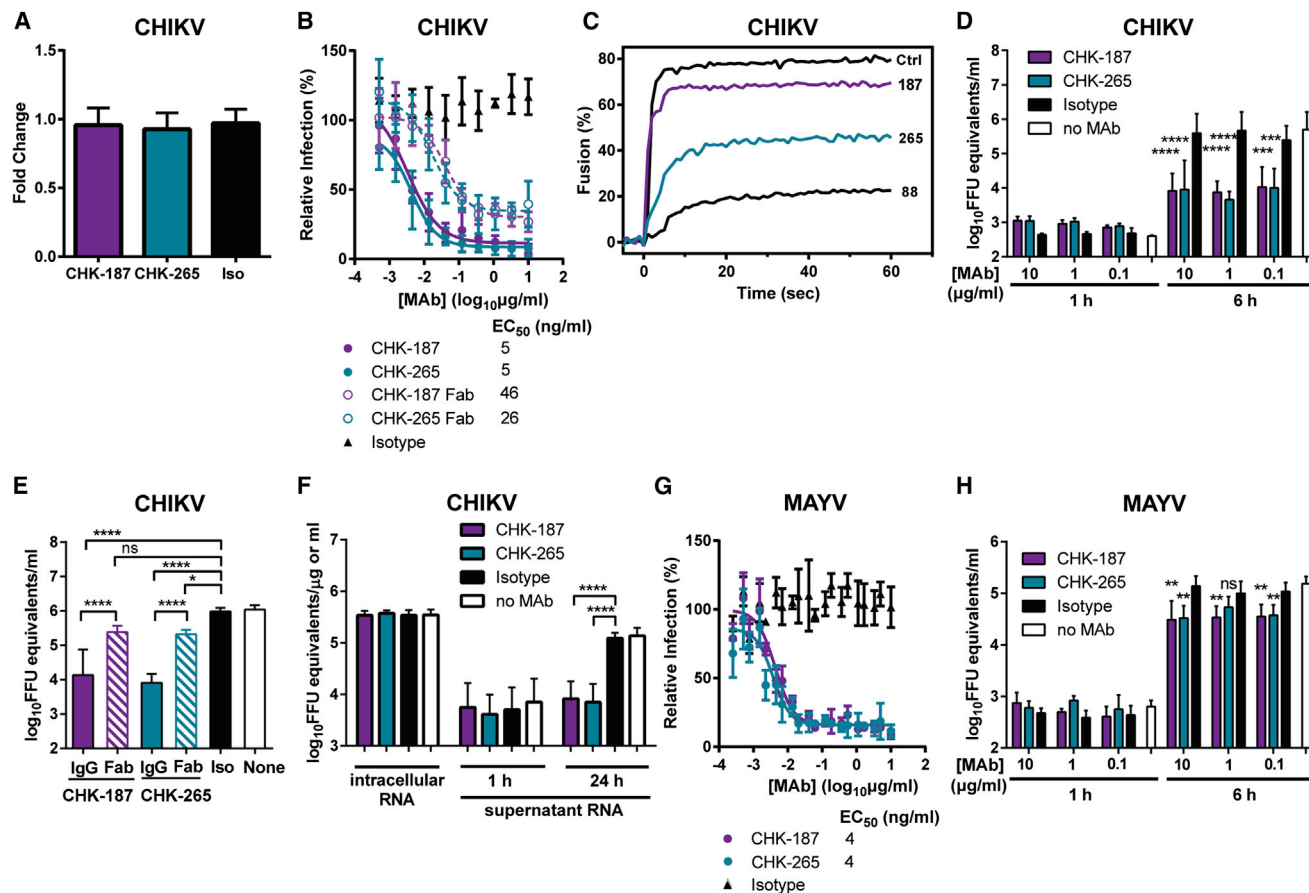 A
CHIKV
Fold Change
1.5
1.0
0.5
0.0
CHK-187 CHK-265 Iso
B
CHIKV
Relative Infection (%)
150
100
50
0
-4 -3 -2 -1 0 1 2
[MAb] (log10µg/ml)
EC50 (ng/ml)
CHK-187 5
CHK-265 5
CHK-187 Fab 46
CHK-265 Fab 26
Isotype
C
CHIKV
Fusion (%)
80
60
40
20
0
Ctrl
187
265
88
0 20 40 60
Time (sec)
D
CHIKV
CHK-187
CHK-265
Isotype
no MAb
log10FFU equivalents/ml
7
6
5
4
3
2
**** **** ***
**** **** ***
[MAb] 10 1 0.1 10 1 0.1
(µg/ml)
1 h 6 h
E
CHIKV
log10FFU equivalents/ml
8
7
6
5
4
3
2
****
ns
****
*
**** ****
IgG Fab IgG Fab Iso None
CHK-187 CHK-265
F
CHIKV
CHK-187
CHK-265
Isotype
no MAb
log10FFU equivalents/µg or ml
7
6
5
4
3
****
****
intracellular RNA
1 h 24 h
supernatant RNA
G
MAYV
Relative Infection (%)
150
100
50
0
-4 -3 -2 -1 0 1 2
[MAb] (log10µg/ml)
EC50 (ng/ml)
CHK-187 4
CHK-265 4
Isotype
H
MAYV
CHK-187
CHK-265
Isotype
no MAb
log10FFU equivalents/ml
6
5
4
3
2
** ns **
** ** **
[MAb] 10 1 0.1 10 1 0.1
(µg/ml)
1 h 6 h